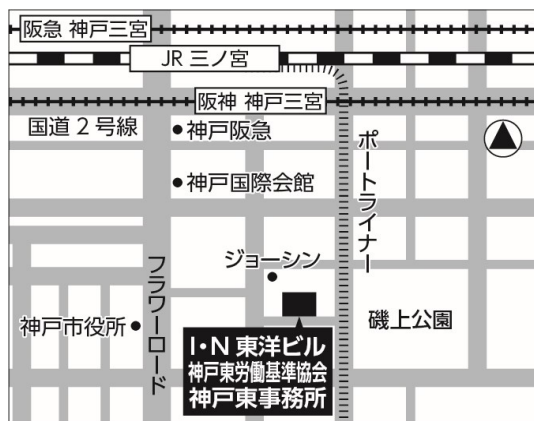 阪急 神戸三宮
JR 三ノ宮
阪神 神戸三宮
国道2号線
神戸阪急
神戸国際会館
ポートライナー
ジョーシン
フラワーロード
神戸市役所
磯上公園
I・N 東洋ビル
神戸東労働基準協会
神戸東事務所